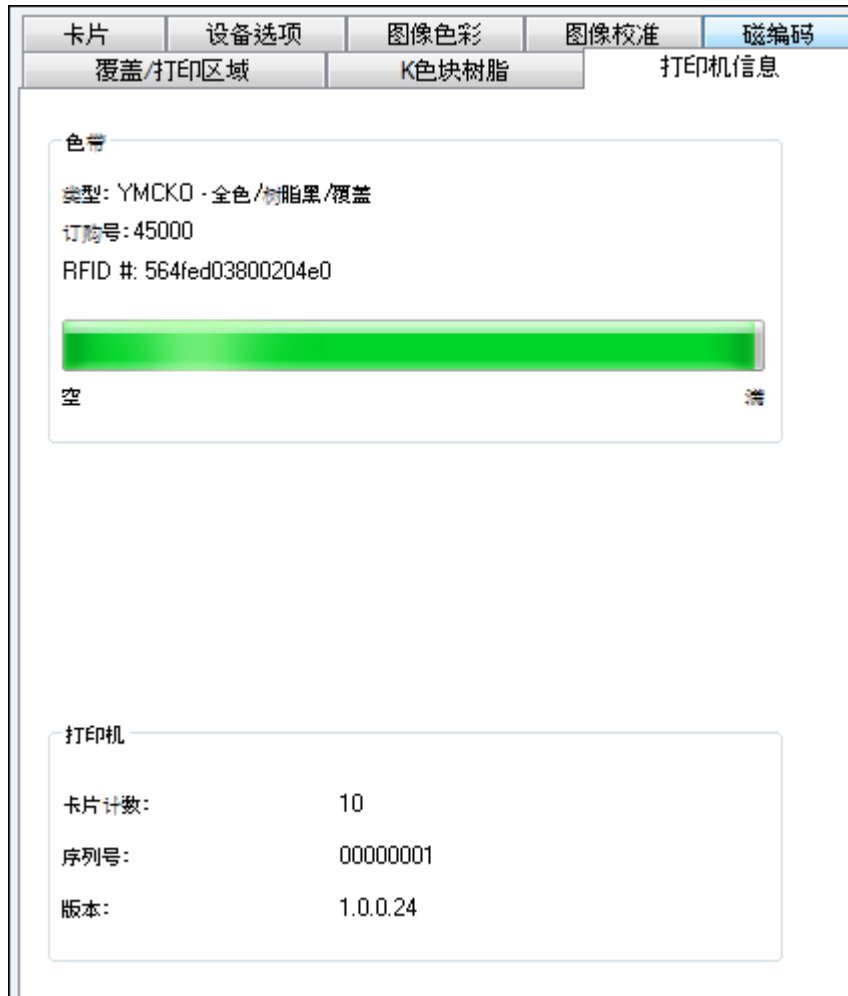 卡片 设备选项 图像色彩 图像校准 磁编码
覆盖/打印区域 K色块树脂 打印机信息
色带
类型: YMCKO - 全色/树脂黑/覆盖
订购号: 45000
RFID #: 564fed03800204e0
空 满
打印机
卡片计数: 10
序列号: 00000001
版本: 1.0.0.24